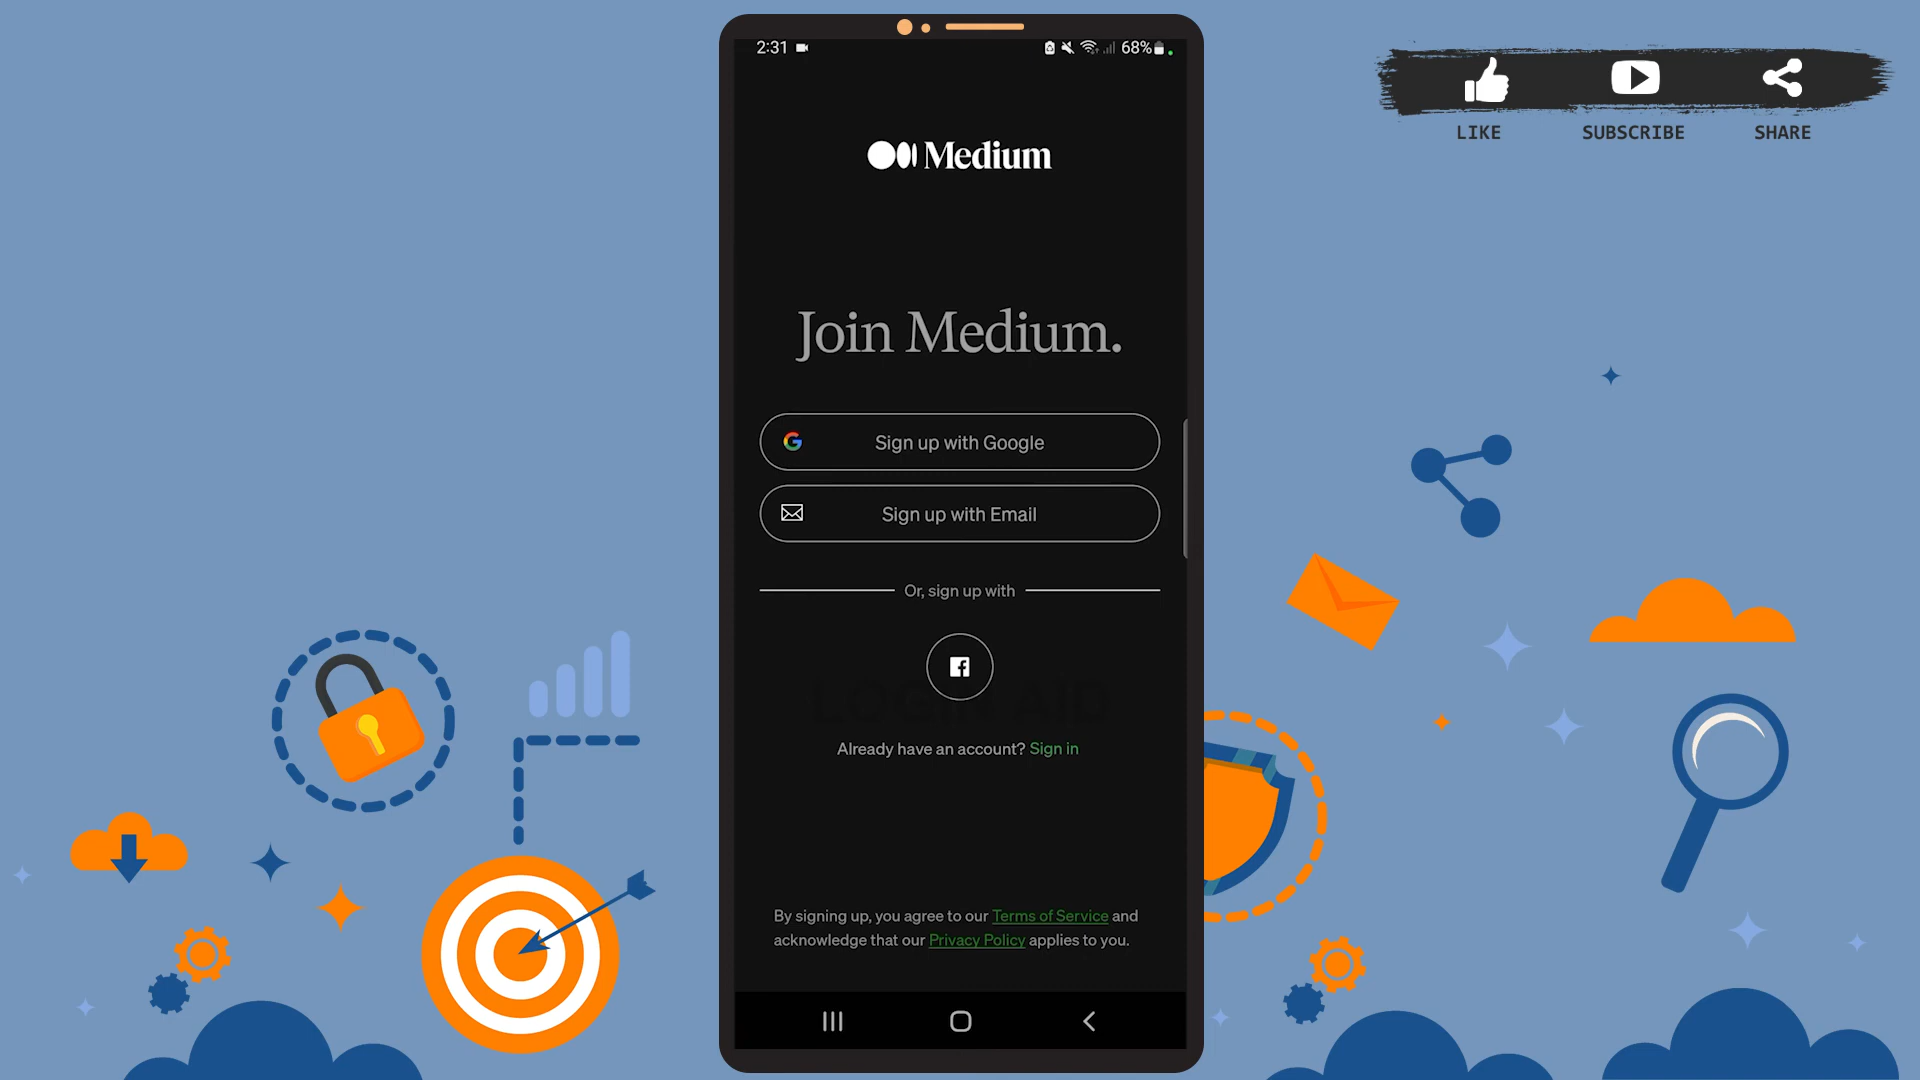 2:31
68%
LIKE
SUBSCRIBE
SHARE
Medium
Join Medium.
Sign up with Google
Sign up with Email
Or, sign up with
LOGIN AID
Already have an account? Sign in
By signing up, you agree to our Terms of Service and
acknowledge that our Privacy Policy applies to you.